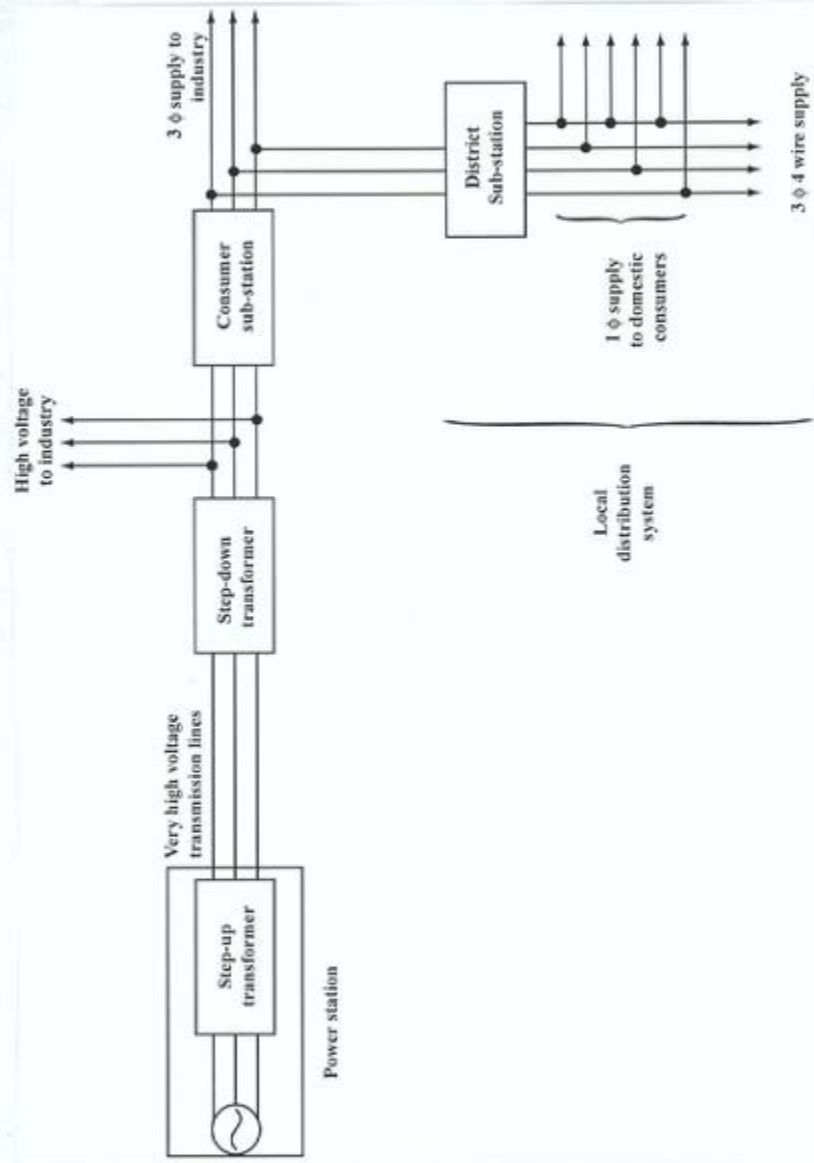 Power station
Step-up
transformer
Very high voltage
transmission lines
Step-down
transformer
High voltage
to industry
Consumer
sub-station
3 ϕ supply to
industry
District
Sub-station
1 ϕ supply
to domestic
consumers
3 ϕ 4 wire supply
Local
distribution
system